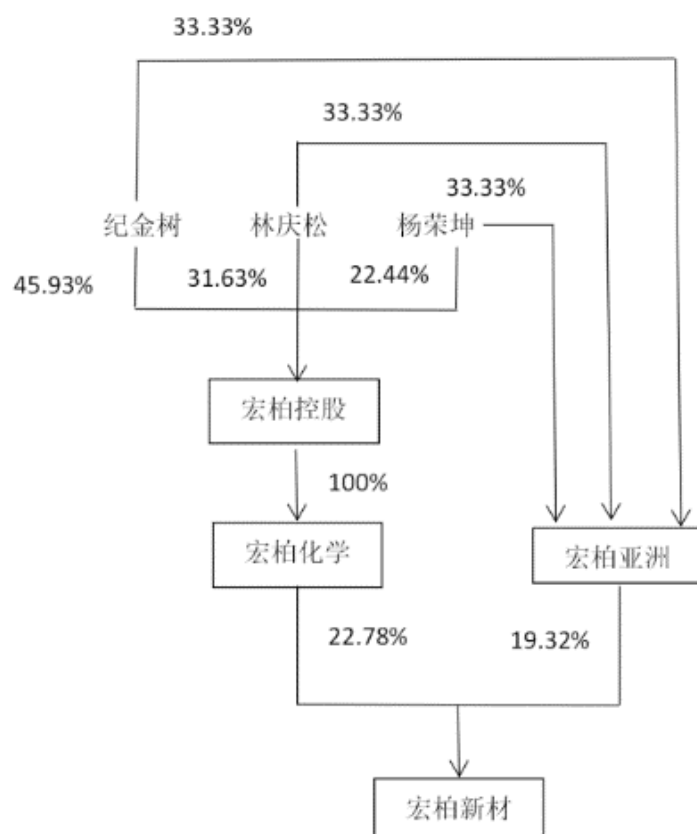 33.33%
33.33%
33.33%
纪金树 林庆松 杨荣坤
45.93% 31.63% 22.44%
宏柏控股
100%
宏柏化学 宏柏亚洲
22.78% 19.32%
宏柏新材